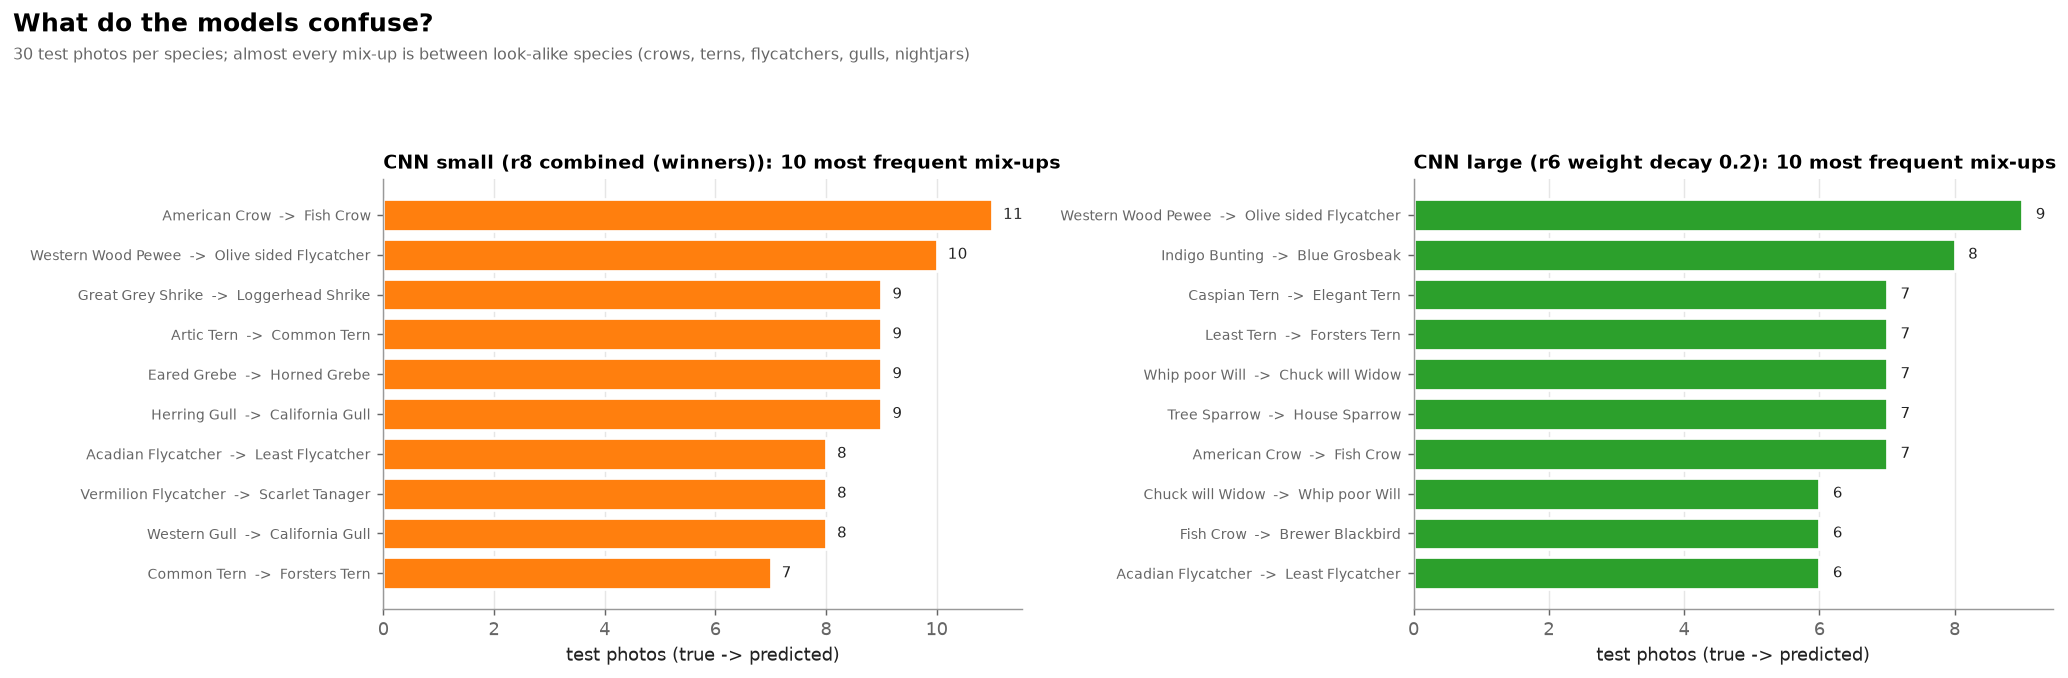 What do the models confuse?
30 test photos per species; almost every mix-up is between look-alike species (crows, terns, flycatchers, gulls, nightjars)
CNN small (r8 combined (winners)): 10 most frequent mix-ups
American Crow -> Fish Crow 11
Western Wood Pewee -> Olive sided Flycatcher 10
Great Grey Shrike -> Loggerhead Shrike 9
Artic Tern -> Common Tern 9
Eared Grebe -> Horned Grebe 9
Herring Gull -> California Gull 9
Acadian Flycatcher -> Least Flycatcher 8
Vermilion Flycatcher -> Scarlet Tanager 8
Western Gull -> California Gull 8
Common Tern -> Forsters Tern 7
0 2 4 6 8 10
test photos (true -> predicted)
CNN large (r6 weight decay 0.2): 10 most frequent mix-ups
Western Wood Pewee -> Olive sided Flycatcher 9
Indigo Bunting -> Blue Grosbeak 8
Caspian Tern -> Elegant Tern 7
Least Tern -> Forsters Tern 7
Whip poor Will -> Chuck will Widow 7
Tree Sparrow -> House Sparrow 7
American Crow -> Fish Crow 7
Chuck will Widow -> Whip poor Will 6
Fish Crow -> Brewer Blackbird 6
Acadian Flycatcher -> Least Flycatcher 6
0 2 4 6 8
test photos (true -> predicted)